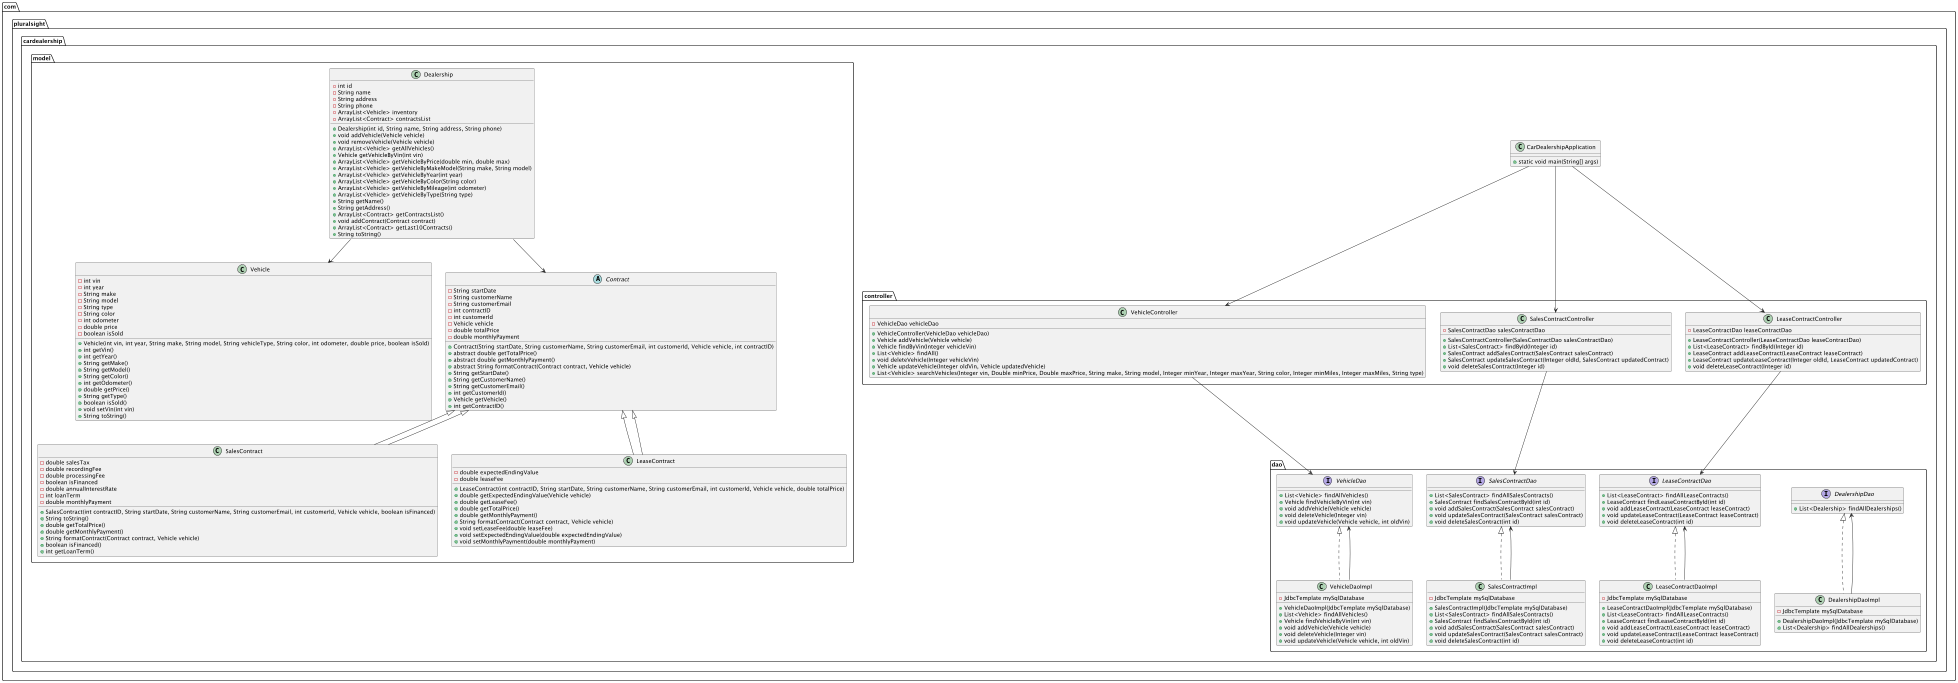 com
pluralsight
cardealership
model
Dealership
int id
String name
String address
String phone
ArrayList<Vehicle> inventory
ArrayList<Contract> contractsList
Dealership(int id, String name, String address, String phone)
void addVehicle(Vehicle vehicle)
void removeVehicle(Vehicle vehicle)
ArrayList<Vehicle> getAllVehicles()
Vehicle getVehicleByVin(int vin)
ArrayList<Vehicle> getVehicleByPrice(double min, double max)
ArrayList<Vehicle> getVehicleByMakeModel(String make, String model)
ArrayList<Vehicle> getVehicleByYear(int year)
ArrayList<Vehicle> getVehicleByColor(String color)
ArrayList<Vehicle> getVehicleByMileage(int odometer)
ArrayList<Vehicle> getVehicleByType(String type)
String getName()
String getAddress()
ArrayList<Contract> getContractsList()
void addContract(Contract contract)
ArrayList<Contract> getLast10Contracts()
String toString()
Vehicle
int vin
int year
String make
String model
String type
String color
int odometer
double price
boolean isSold
Vehicle(int vin, int year, String make, String model, String vehicleType, String color, int odometer, double price, boolean isSold)
int getVin()
int getYear()
String getMake()
String getModel()
String getColor()
int getOdometer()
double getPrice()
String getType()
boolean isSold()
void setVin(int vin)
String toString()
Contract
String startDate
String customerName
String customerEmail
int contractID
int customerId
Vehicle vehicle
double totalPrice
double monthlyPayment
Contract(String startDate, String customerName, String customerEmail, int customerId, Vehicle vehicle, int contractID)
abstract double getTotalPrice()
abstract double getMonthlyPayment()
abstract String formatContract(Contract contract, Vehicle vehicle)
String getStartDate()
String getCustomerName()
String getCustomerEmail()
int getCustomerId()
Vehicle getVehicle()
int getContractID()
SalesContract
double salesTax
double recordingFee
double processingFee
boolean isFinanced
double annualInterestRate
int loanTerm
double monthlyPayment
SalesContract(int contractID, String startDate, String customerName, String customerEmail, int customerId, Vehicle vehicle, boolean isFinanced)
String toString()
double getTotalPrice()
double getMonthlyPayment()
String formatContract(Contract contract, Vehicle vehicle)
boolean isFinanced()
int getLoanTerm()
LeaseContract
double expectedEndingValue
double leaseFee
LeaseContract(int contractID, String startDate, String customerName, String customerEmail, int customerId, Vehicle vehicle, double totalPrice)
double getExpectedEndingValue(Vehicle vehicle)
double getLeaseFee()
double getTotalPrice()
double getMonthlyPayment()
String formatContract(Contract contract, Vehicle vehicle)
void setLeaseFee(double leaseFee)
void setExpectedEndingValue(double expectedEndingValue)
void setMonthlyPayment(double monthlyPayment)
CarDealershipApplication
static void main(String[] args)
controller
VehicleController
VehicleDao vehicleDao
VehicleController(VehicleDao vehicleDao)
Vehicle addVehicle(Vehicle vehicle)
Vehicle findByVin(Integer vehicleVin)
List<Vehicle> findAll()
void deleteVehicle(Integer vehicleVin)
Vehicle updateVehicle(Integer oldVin, Vehicle updatedVehicle)
List<Vehicle> searchVehicles(Integer vin, Double minPrice, Double maxPrice, String make, String model, Integer minYear, Integer maxYear, String color, Integer minMiles, Integer maxMiles, String type)
SalesContractController
SalesContractDao salesContractDao
SalesContractController(SalesContractDao salesContractDao)
List<SalesContract> findById(Integer id)
SalesContract addSalesContract(SalesContract salesContract)
SalesContract updateSalesContract(Integer oldId, SalesContract updatedContract)
void deleteSalesContract(Integer id)
LeaseContractController
LeaseContractDao leaseContractDao
LeaseContractController(LeaseContractDao leaseContractDao)
List<LeaseContract> findById(Integer id)
LeaseContract addLeaseContract(LeaseContract leaseContract)
LeaseContract updateLeaseContract(Integer oldId, LeaseContract updatedContract)
void deleteLeaseContract(Integer id)
dao
VehicleDao
List<Vehicle> findAllVehicles()
Vehicle findVehicleByVin(int vin)
void addVehicle(Vehicle vehicle)
void deleteVehicle(Integer vin)
void updateVehicle(Vehicle vehicle, int oldVin)
SalesContractDao
List<SalesContract> findAllSalesContracts()
SalesContract findSalesContractById(int id)
void addSalesContract(SalesContract salesContract)
void updateSalesContract(SalesContract salesContract)
void deleteSalesContract(int id)
LeaseContractDao
List<LeaseContract> findAllLeaseContracts()
LeaseContract findLeaseContractById(int id)
void addLeaseContract(LeaseContract leaseContract)
void updateLeaseContract(LeaseContract leaseContract)
void deleteLeaseContract(int id)
DealershipDao
List<Dealership> findAllDealerships()
VehicleDaoImpl
JdbcTemplate mySqlDatabase
VehicleDaoImpl(JdbcTemplate mySqlDatabase)
List<Vehicle> findAllVehicles()
Vehicle findVehicleByVin(int vin)
void addVehicle(Vehicle vehicle)
void deleteVehicle(Integer vin)
void updateVehicle(Vehicle vehicle, int oldVin)
SalesContractImpl
JdbcTemplate mySqlDatabase
SalesContractImpl(JdbcTemplate mySqlDatabase)
List<SalesContract> findAllSalesContracts()
SalesContract findSalesContractById(int id)
void addSalesContract(SalesContract salesContract)
void updateSalesContract(SalesContract salesContract)
void deleteSalesContract(int id)
LeaseContractDaoImpl
JdbcTemplate mySqlDatabase
LeaseContractDaoImpl(JdbcTemplate mySqlDatabase)
List<LeaseContract> findAllLeaseContracts()
LeaseContract findLeaseContractById(int id)
void addLeaseContract(LeaseContract leaseContract)
void updateLeaseContract(LeaseContract leaseContract)
void deleteLeaseContract(int id)
DealershipDaoImpl
JdbcTemplate mySqlDatabase
DealershipDaoImpl(JdbcTemplate mySqlDatabase)
List<Dealership> findAllDealerships()